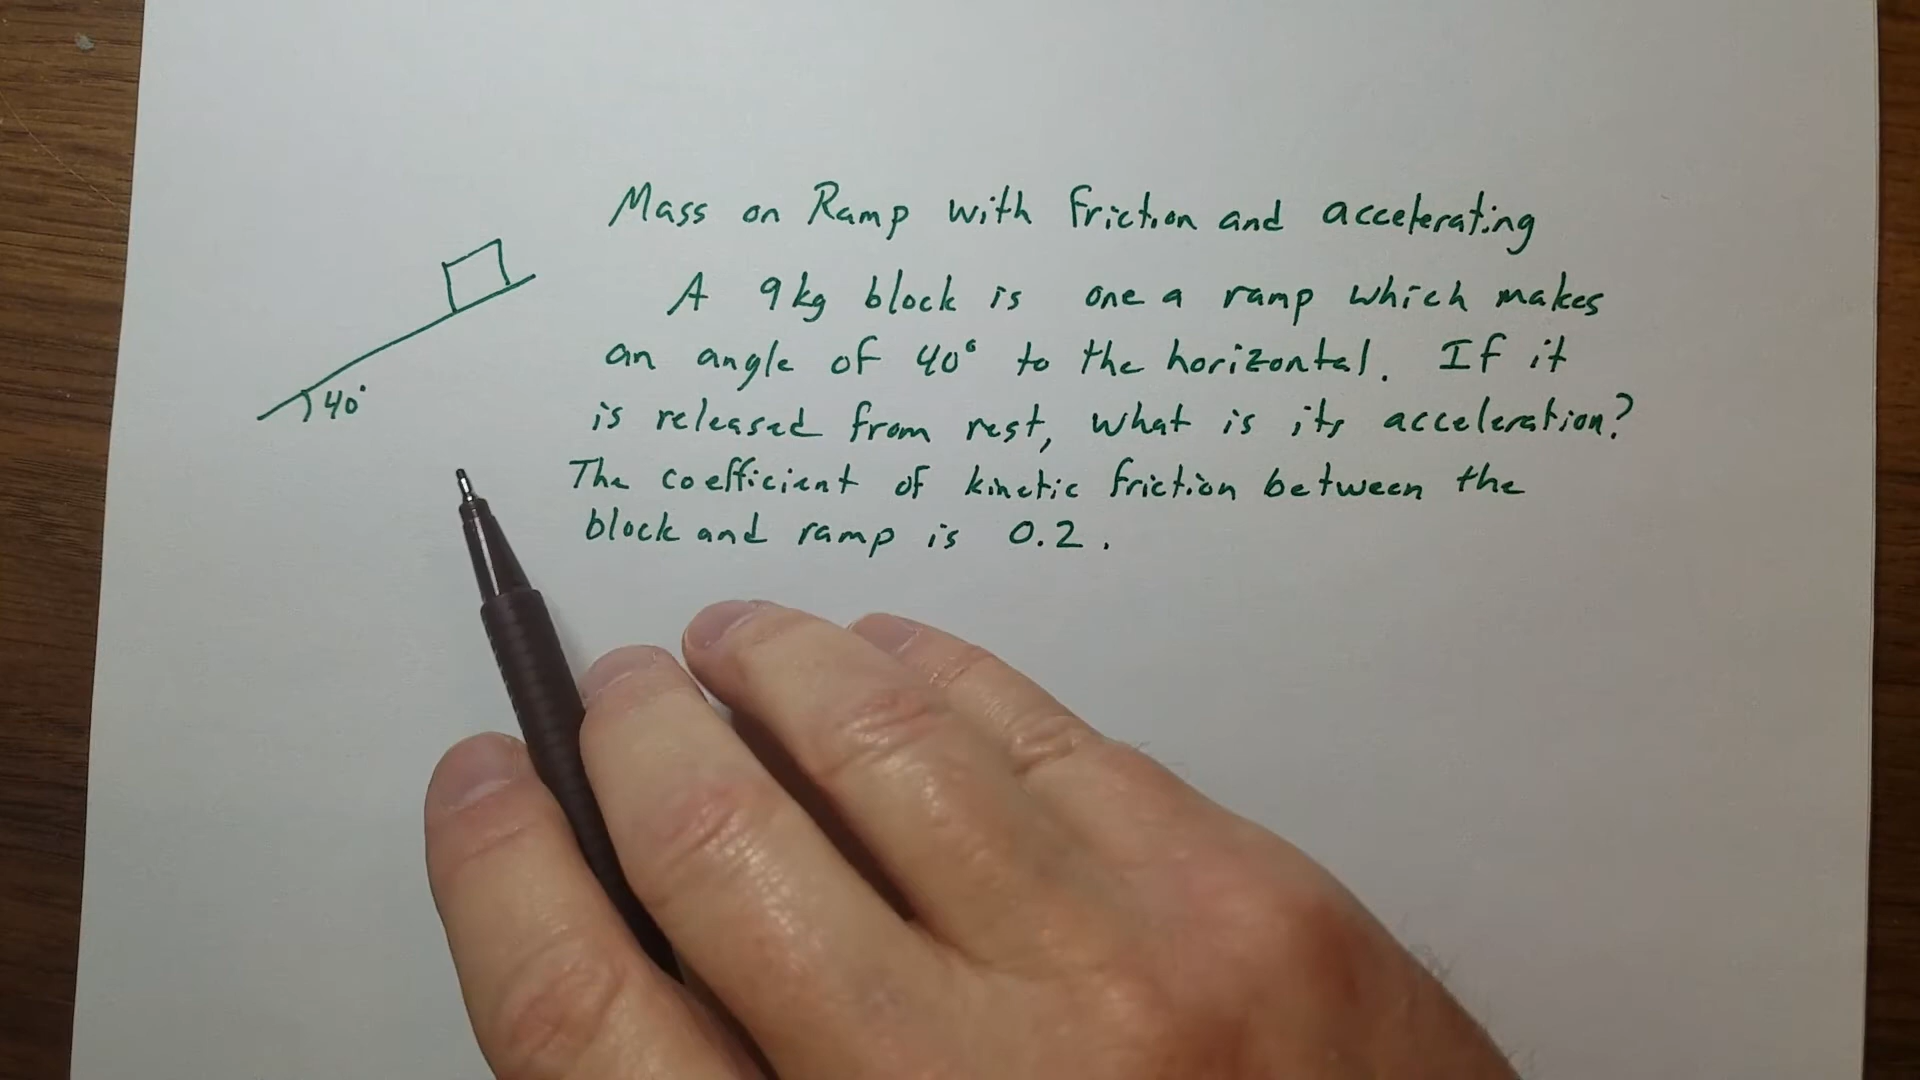 Mass on Ramp with friction and accelerating
A 9kg block is one a ramp which makes
an angle of 40° to the horizontal. If it
is released from rest, what is its acceleration?
The coefficient of kinetic friction between the
block and ramp is 0.2.
40°